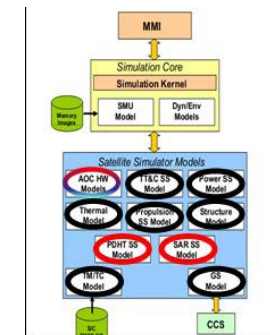 MMI
Simulation Core
Simulation Kernel
SMU
Model
Dyn/Env
Models
Memory
Images
Satellite Simulator Models
AOC HW
Models
TT&C SS
Model
Power SS
Model
Thermal
Model
Propulsion
SS Model
Structure
Model
PDHT SS
Model
SAR SS
Model
TM/TC
Model
GS
Model
CCS